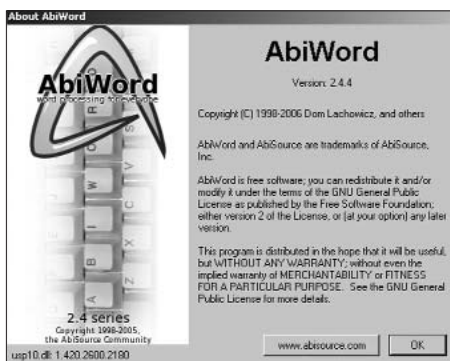 About AbiWord
AbiWord
word processing for everyone
2.4 series
Copyright 1998-2005,
the AbiSource Community
usp10.dll: 1.420.2600.2180
AbiWord
Version: 2.4.4
Copyright (C) 1998-2006 Dom Lachowicz, and others
AbiWord and AbiSource are trademarks of AbiSource,
Inc.
AbiWord is free software; you can redistribute it and/or
modify it under the terms of the GNU General Public
License as published by the Free Software Foundation;
either version 2 of the License, or (at your option) any later
version.
This program is distributed in the hope that it will be useful,
but WITHOUT ANY WARRANTY; without even the
implied warranty of MERCHANTABILITY or FITNESS
FOR A PARTICULAR PURPOSE. See the GNU General
Public License for more details.
www.abisource.com
OK